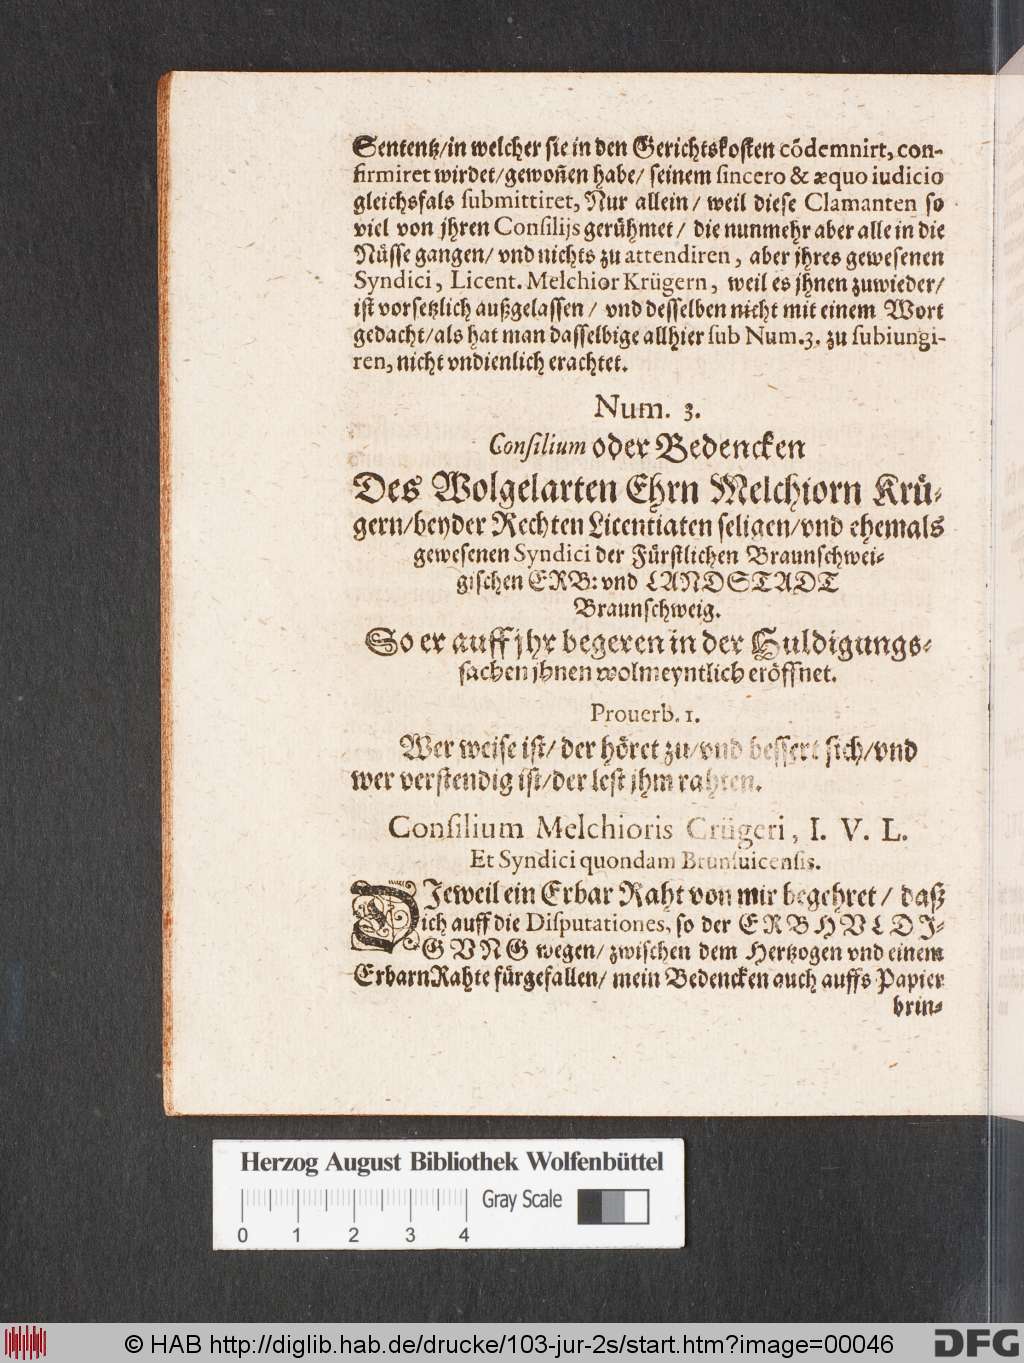 Sententz/in welcher sie in den Gerichtskosten cõdemnirt, con-
firmiret wirdet/gewoñen habe/ seinem sincero & æquo iudicio
gleichsfals submittiret, Nur allein/ weil diese Clamanten so
viel von jhren Consilijs gerühmet/ die nunmehr aber alle in die
Nüsse gangen/ vnd nichts zu attendiren, aber jhres gewesenen
Syndici, Licent. Melchior Krügern, weil es jhnen zuwieder/
ist vorsetzlich außgelassen/ vnd desselben nicht mit einem Wort
gedacht/als hat man dasselbige allhier sub Num.3. zu subiungi-
ren, nicht vndienlich erachtet.
Num. 3.
Consilium oder Bedencken
Des Wolgelarten Ehrn Melchiorn Krü-
gern/beyder Rechten Licentiaten seligen/vnd ehemals
gewesenen Syndici der Fürstlichen Braunschwei-
gischen ERB: vnd LANDSTADT
Braunschweig.
So er auff jhr begeren in der Huldigungs-
sachen jhnen wolmeyntlich eröffnet.
Prouerb. 1.
Wer weise ist/ der höret zu/vnd bessert sich/vnd
wer verstendig ist/der lest jhm rahten.
Consilium Melchioris Crügeri, I. V. L.
Et Syndici quondam Brunsuicensis.
DIeweil ein Erbar Raht von mir begehret/ daß
ich auff die Disputationes, so der ERBHVLDI-
GVNG wegen/ zwischen dem Hertzogen vnd einem
Erbarn Rahte fürgefallen/ mein Bedencken auch auffs Papier
brin-
Herzog August Bibliothek Wolfenbüttel
Gray Scale
0 1 2 3 4
© HAB http://diglib.hab.de/drucke/103-jur-2s/start.htm?image=00046
DFG